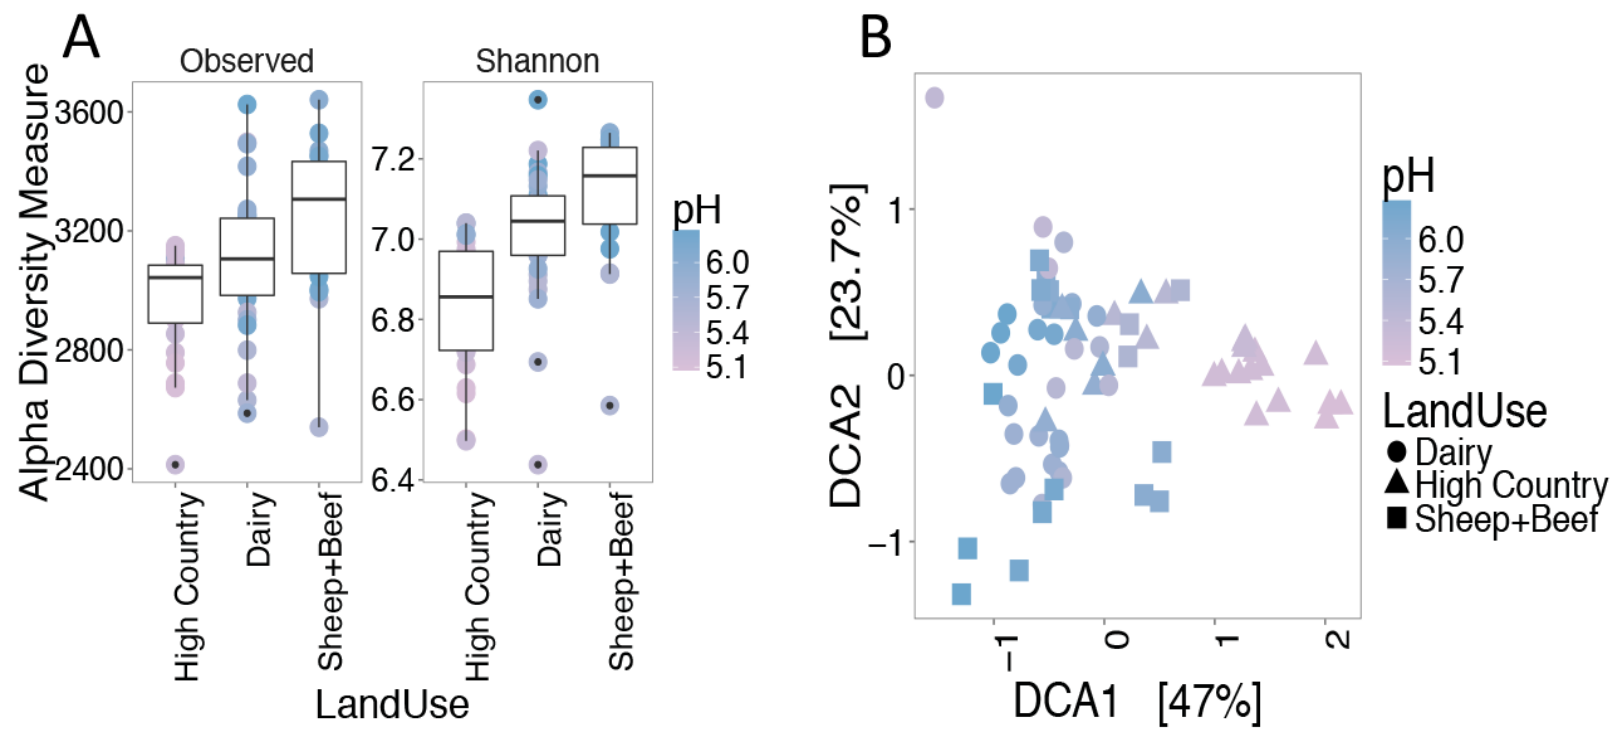 A
Observed
Shannon
Alpha Diversity Measure
3600
3200
2800
2400
7.2
7.0
6.8
6.6
6.4
High Country
Dairy
Sheep+Beef
High Country
Dairy
Sheep+Beef
LandUse
pH
6.0
5.7
5.4
5.1
B
DCA2 [23.7%]
1
0
−1
−1
0
1
2
DCA1 [47%]
pH
6.0
5.7
5.4
5.1
LandUse
Dairy
High Country
Sheep+Beef